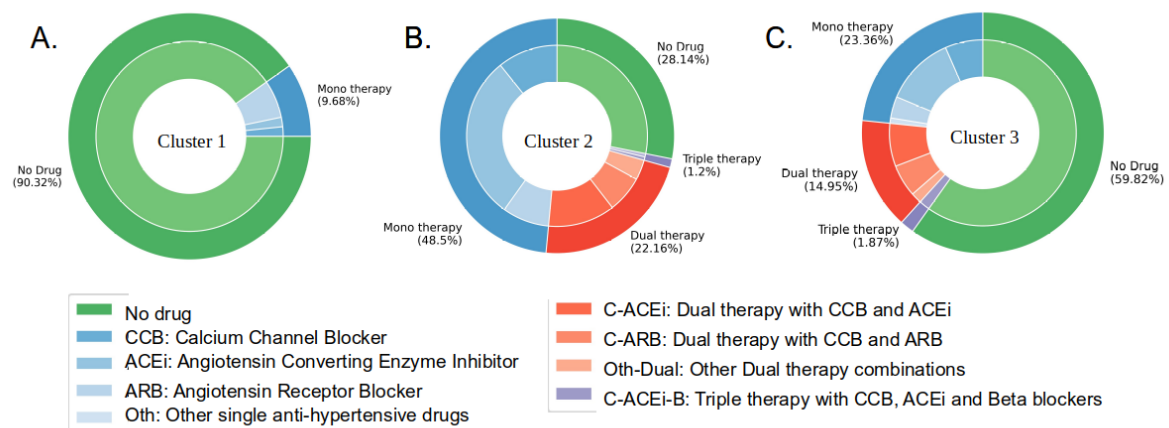 A.
Mono therapy
(9.68%)
Cluster 1
No Drug
(90.32%)
B.
No Drug
(28.14%)
Cluster 2
Triple therapy
(1.2%)
Mono therapy
(48.5%)
Dual therapy
(22.16%)
C.
Mono therapy
(23.36%)
Cluster 3
No Drug
(59.82%)
Dual therapy
(14.95%)
Triple therapy
(1.87%)
No drug
CCB: Calcium Channel Blocker
ACEi: Angiotensin Converting Enzyme Inhibitor
ARB: Angiotensin Receptor Blocker
Oth: Other single anti-hypertensive drugs
C-ACEi: Dual therapy with CCB and ACEi
C-ARB: Dual therapy with CCB and ARB
Oth-Dual: Other Dual therapy combinations
C-ACEi-B: Triple therapy with CCB, ACEi and Beta blockers